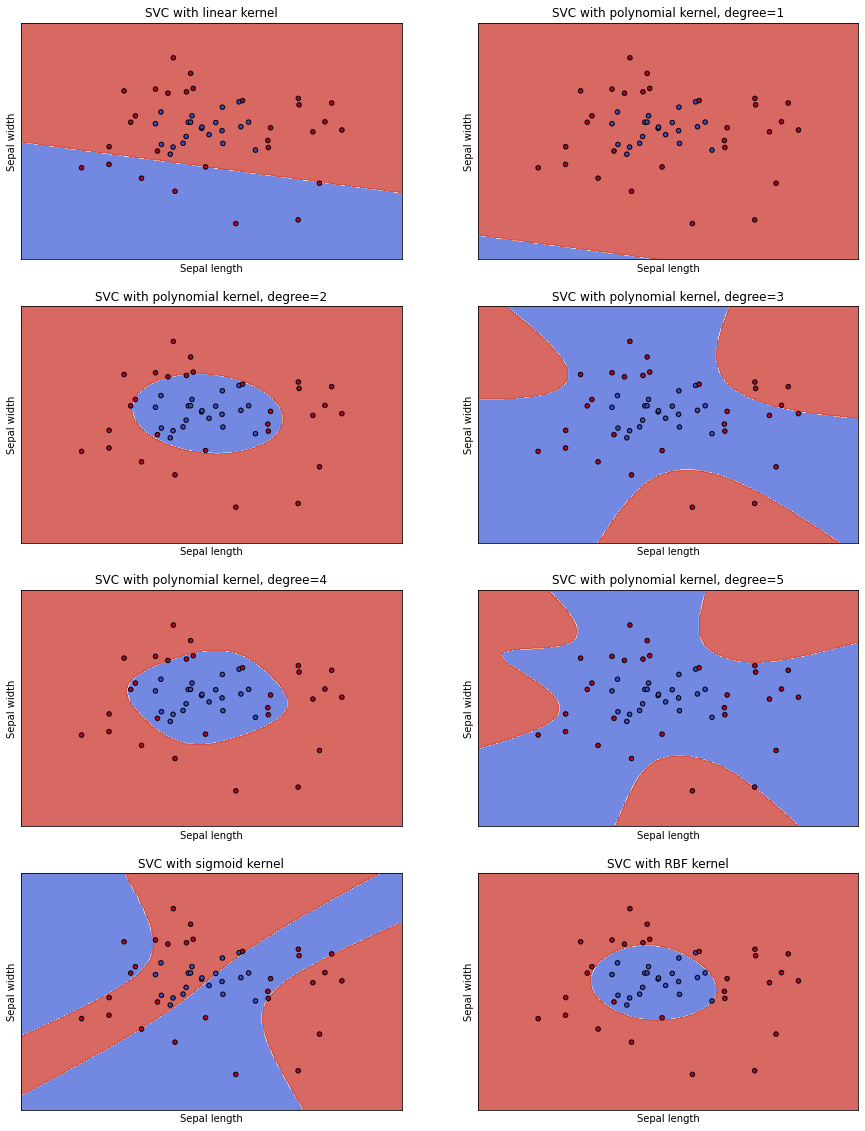 SVC with linear kernel
Sepal width
Sepal length
SVC with polynomial kernel, degree=1
Sepal width
Sepal length
SVC with polynomial kernel, degree=2
Sepal width
Sepal length
SVC with polynomial kernel, degree=3
Sepal width
Sepal length
SVC with polynomial kernel, degree=4
Sepal width
Sepal length
SVC with polynomial kernel, degree=5
Sepal width
Sepal length
SVC with sigmoid kernel
Sepal width
Sepal length
SVC with RBF kernel
Sepal width
Sepal length